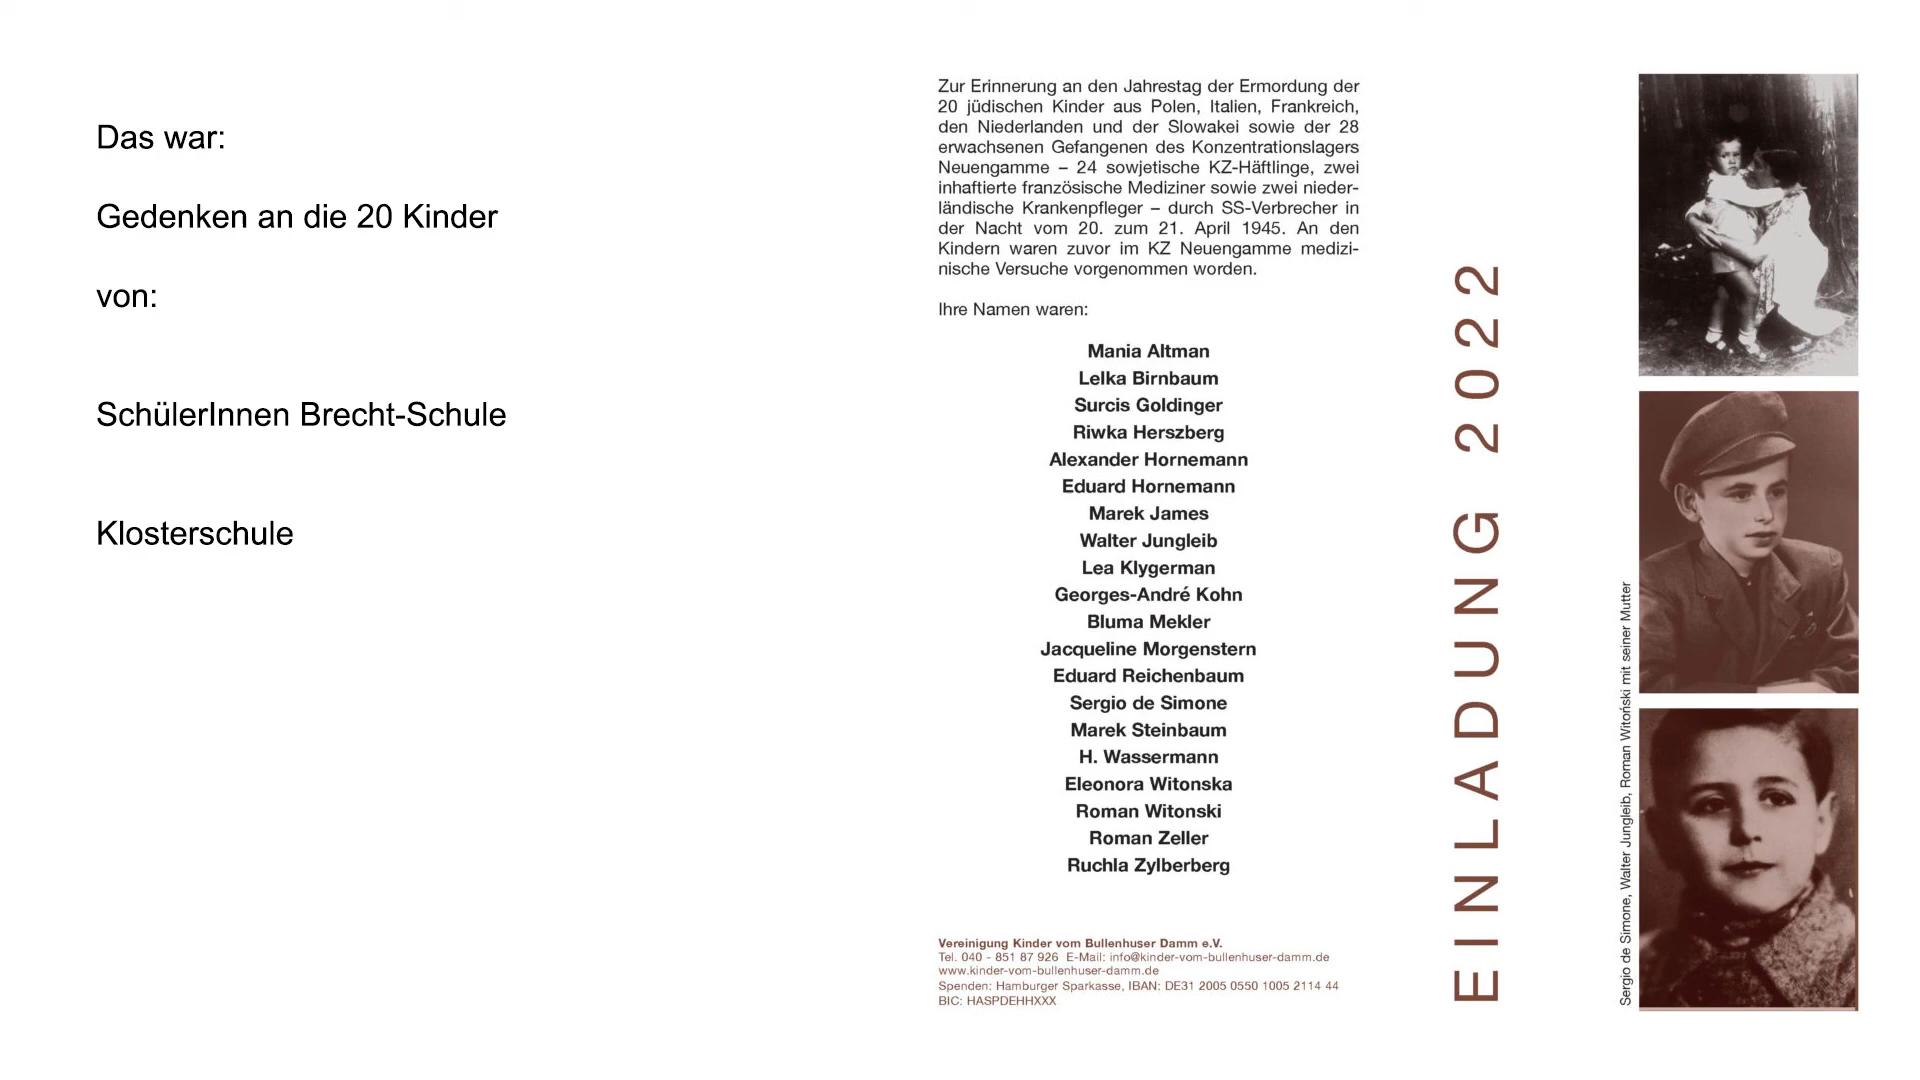 Das war:
Gedenken an die 20 Kinder
von:
SchülerInnen Brecht-Schule
Klosterschule
Zur Erinnerung an den Jahrestag der Ermordung der
20 jüdischen Kinder aus Polen, Italien, Frankreich,
den Niederlanden und der Slowakei sowie der 28
erwachsenen Gefangenen des Konzentrationslagers
Neuengamme – 24 sowjetische KZ-Häftlinge, zwei
inhaftierte französische Mediziner sowie zwei nieder-
ländische Krankenpfleger – durch SS-Verbrecher in
der Nacht vom 20. zum 21. April 1945. An den
Kindern waren zuvor im KZ Neuengamme medizi-
nische Versuche vorgenommen worden.
Ihre Namen waren:
Mania Altman
Lelka Birnbaum
Surcis Goldinger
Riwka Herszberg
Alexander Hornemann
Eduard Hornemann
Marek James
Walter Jungleib
Lea Klygerman
Georges-André Kohn
Bluma Mekler
Jacqueline Morgenstern
Eduard Reichenbaum
Sergio de Simone
Marek Steinbaum
H. Wassermann
Eleonora Witonska
Roman Witonski
Roman Zeller
Ruchla Zylberberg
Vereinigung Kinder vom Bullenhuser Damm e.V.
Tel. 040 - 851 87 926 E-Mail: info@kinder-vom-bullenhuser-damm.de
www.kinder-vom-bullenhuser-damm.de
Spenden: Hamburger Sparkasse, IBAN: DE31 2005 0550 1005 2114 44
BIC: HASPDEHHXXX
EINLADUNG 2022
Sergio de Simone, Walter Jungleib, Roman Witoński mit seiner Mutter